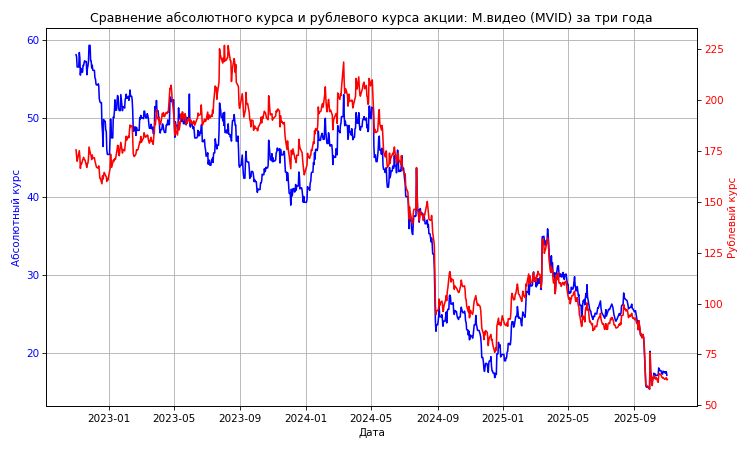 Сравнение абсолютного курса и рублевого курса акции: М.видео (MVID) за три года
60
50
40
30
20
225
200
175
150
125
100
75
50
Абсолютный курс
Рублевый курс
2023-01 2023-05 2023-09 2024-01 2024-05 2024-09 2025-01 2025-05 2025-09
Дата